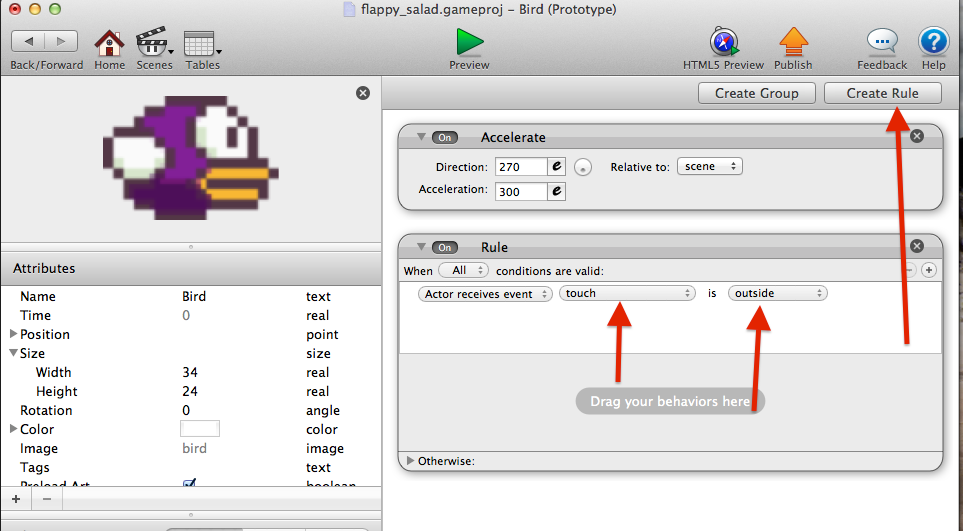 flappy_salad.gameproj – Bird (Prototype)
Back/Forward Home Scenes Tables Preview HTML5 Preview Publish Feedback Help
Create Group Create Rule
On Accelerate
Direction: 270 e Relative to: scene
Acceleration: 300 e
On Rule
When All conditions are valid:
Actor receives event touch is outside
Drag your behaviors here
Otherwise:
Attributes
Name Bird text
Time 0 real
Position point
Size size
Width 34 real
Height 24 real
Rotation 0 angle
Color color
Image bird image
Tags text
Preload Art boolean